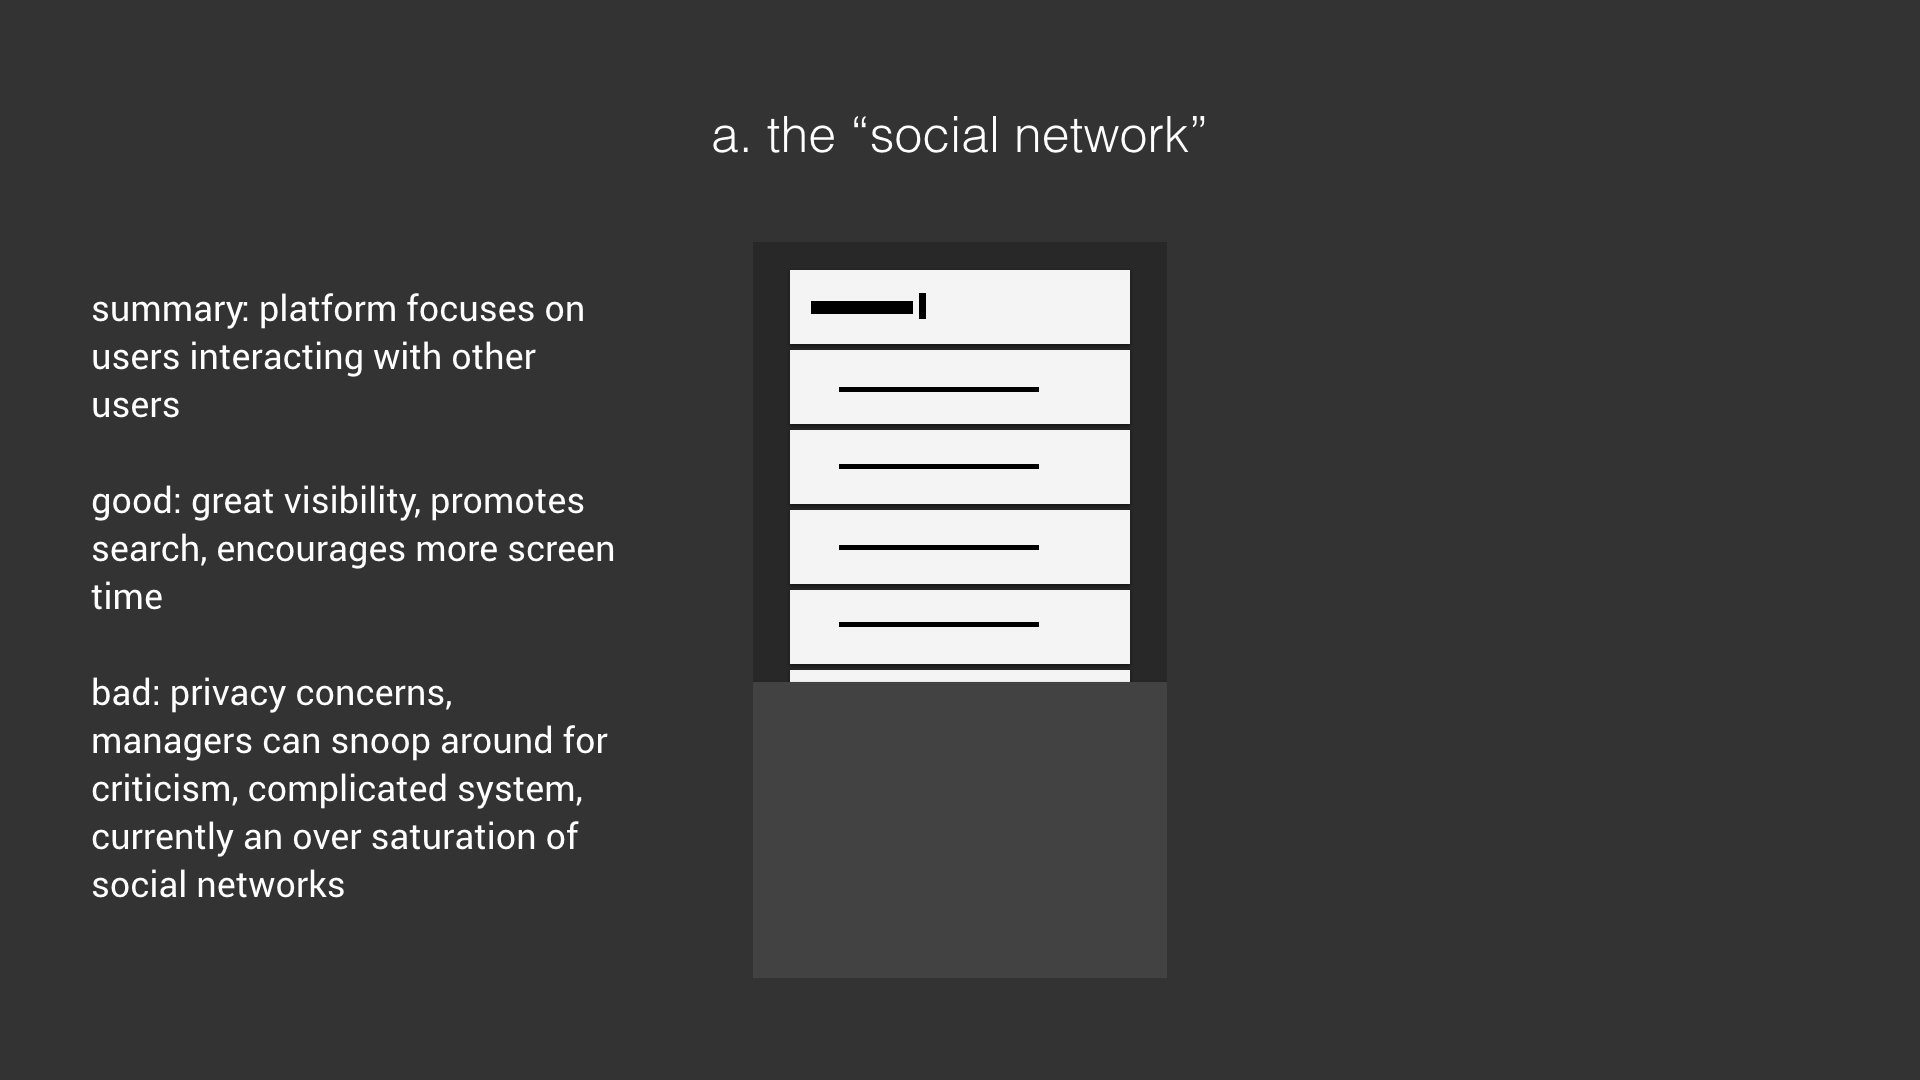 a. the “social network”
summary: platform focuses on
users interacting with other
users
good: great visibility, promotes
search, encourages more screen
time
bad: privacy concerns,
managers can snoop around for
criticism, complicated system,
currently an over saturation of
social networks